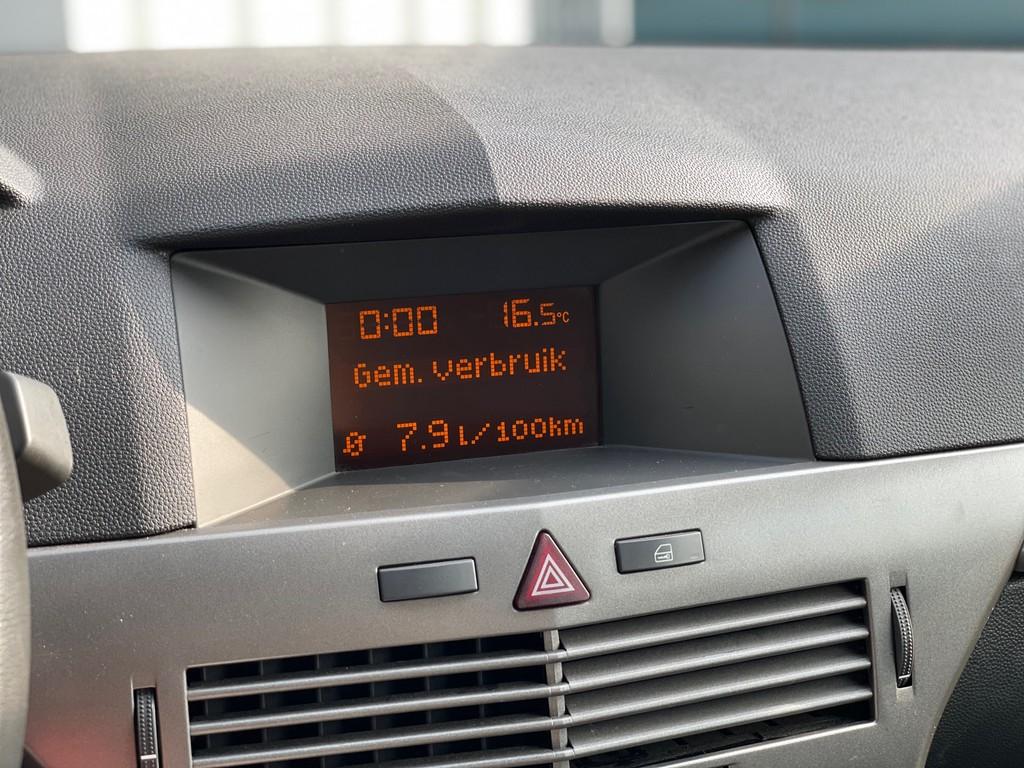 0:00 16.5°C
Gem. verbruik
Ø 7.9 l/100km